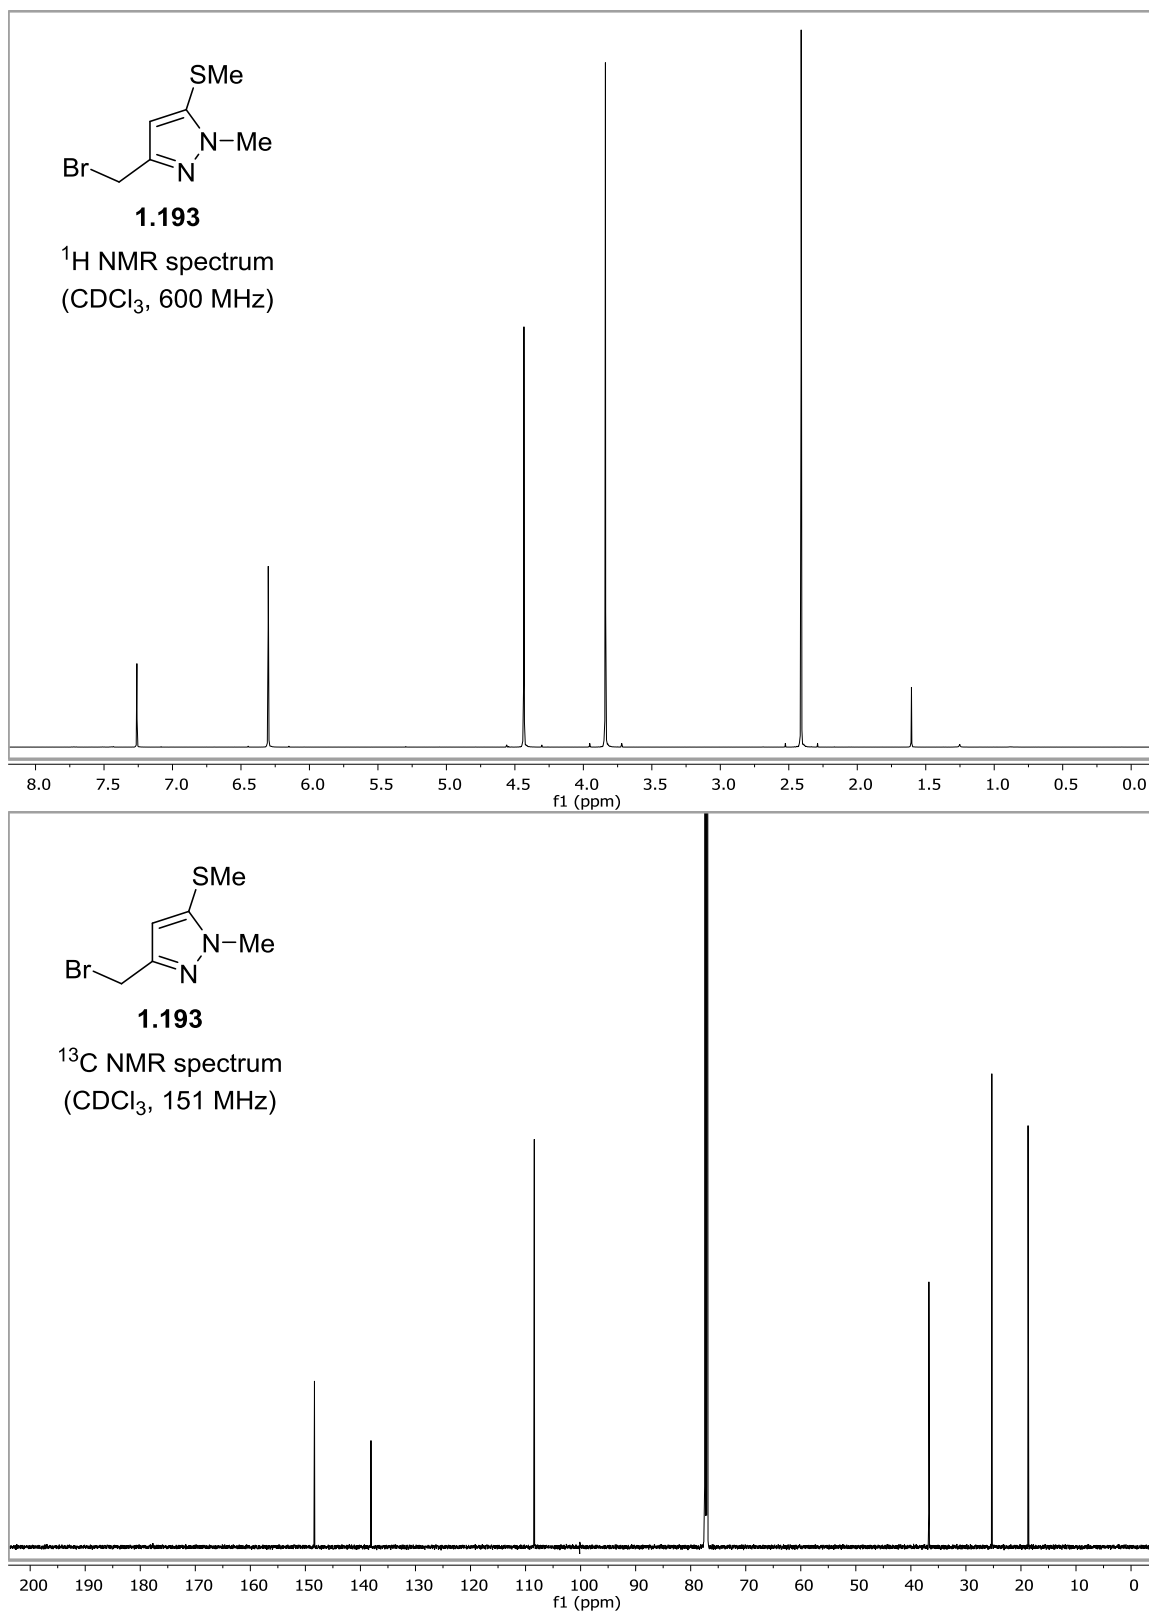 SMe
N
Me
Br
N
1.193
¹H NMR spectrum
(CDCl₃, 600 MHz)
8.0 7.5 7.0 6.5 6.0 5.5 5.0 4.5 4.0 3.5 3.0 2.5 2.0 1.5 1.0 0.5 0.0
f1 (ppm)
SMe
N
Me
Br
N
1.193
¹³C NMR spectrum
(CDCl₃, 151 MHz)
200 190 180 170 160 150 140 130 120 110 100 90 80 70 60 50 40 30 20 10 0
f1 (ppm)